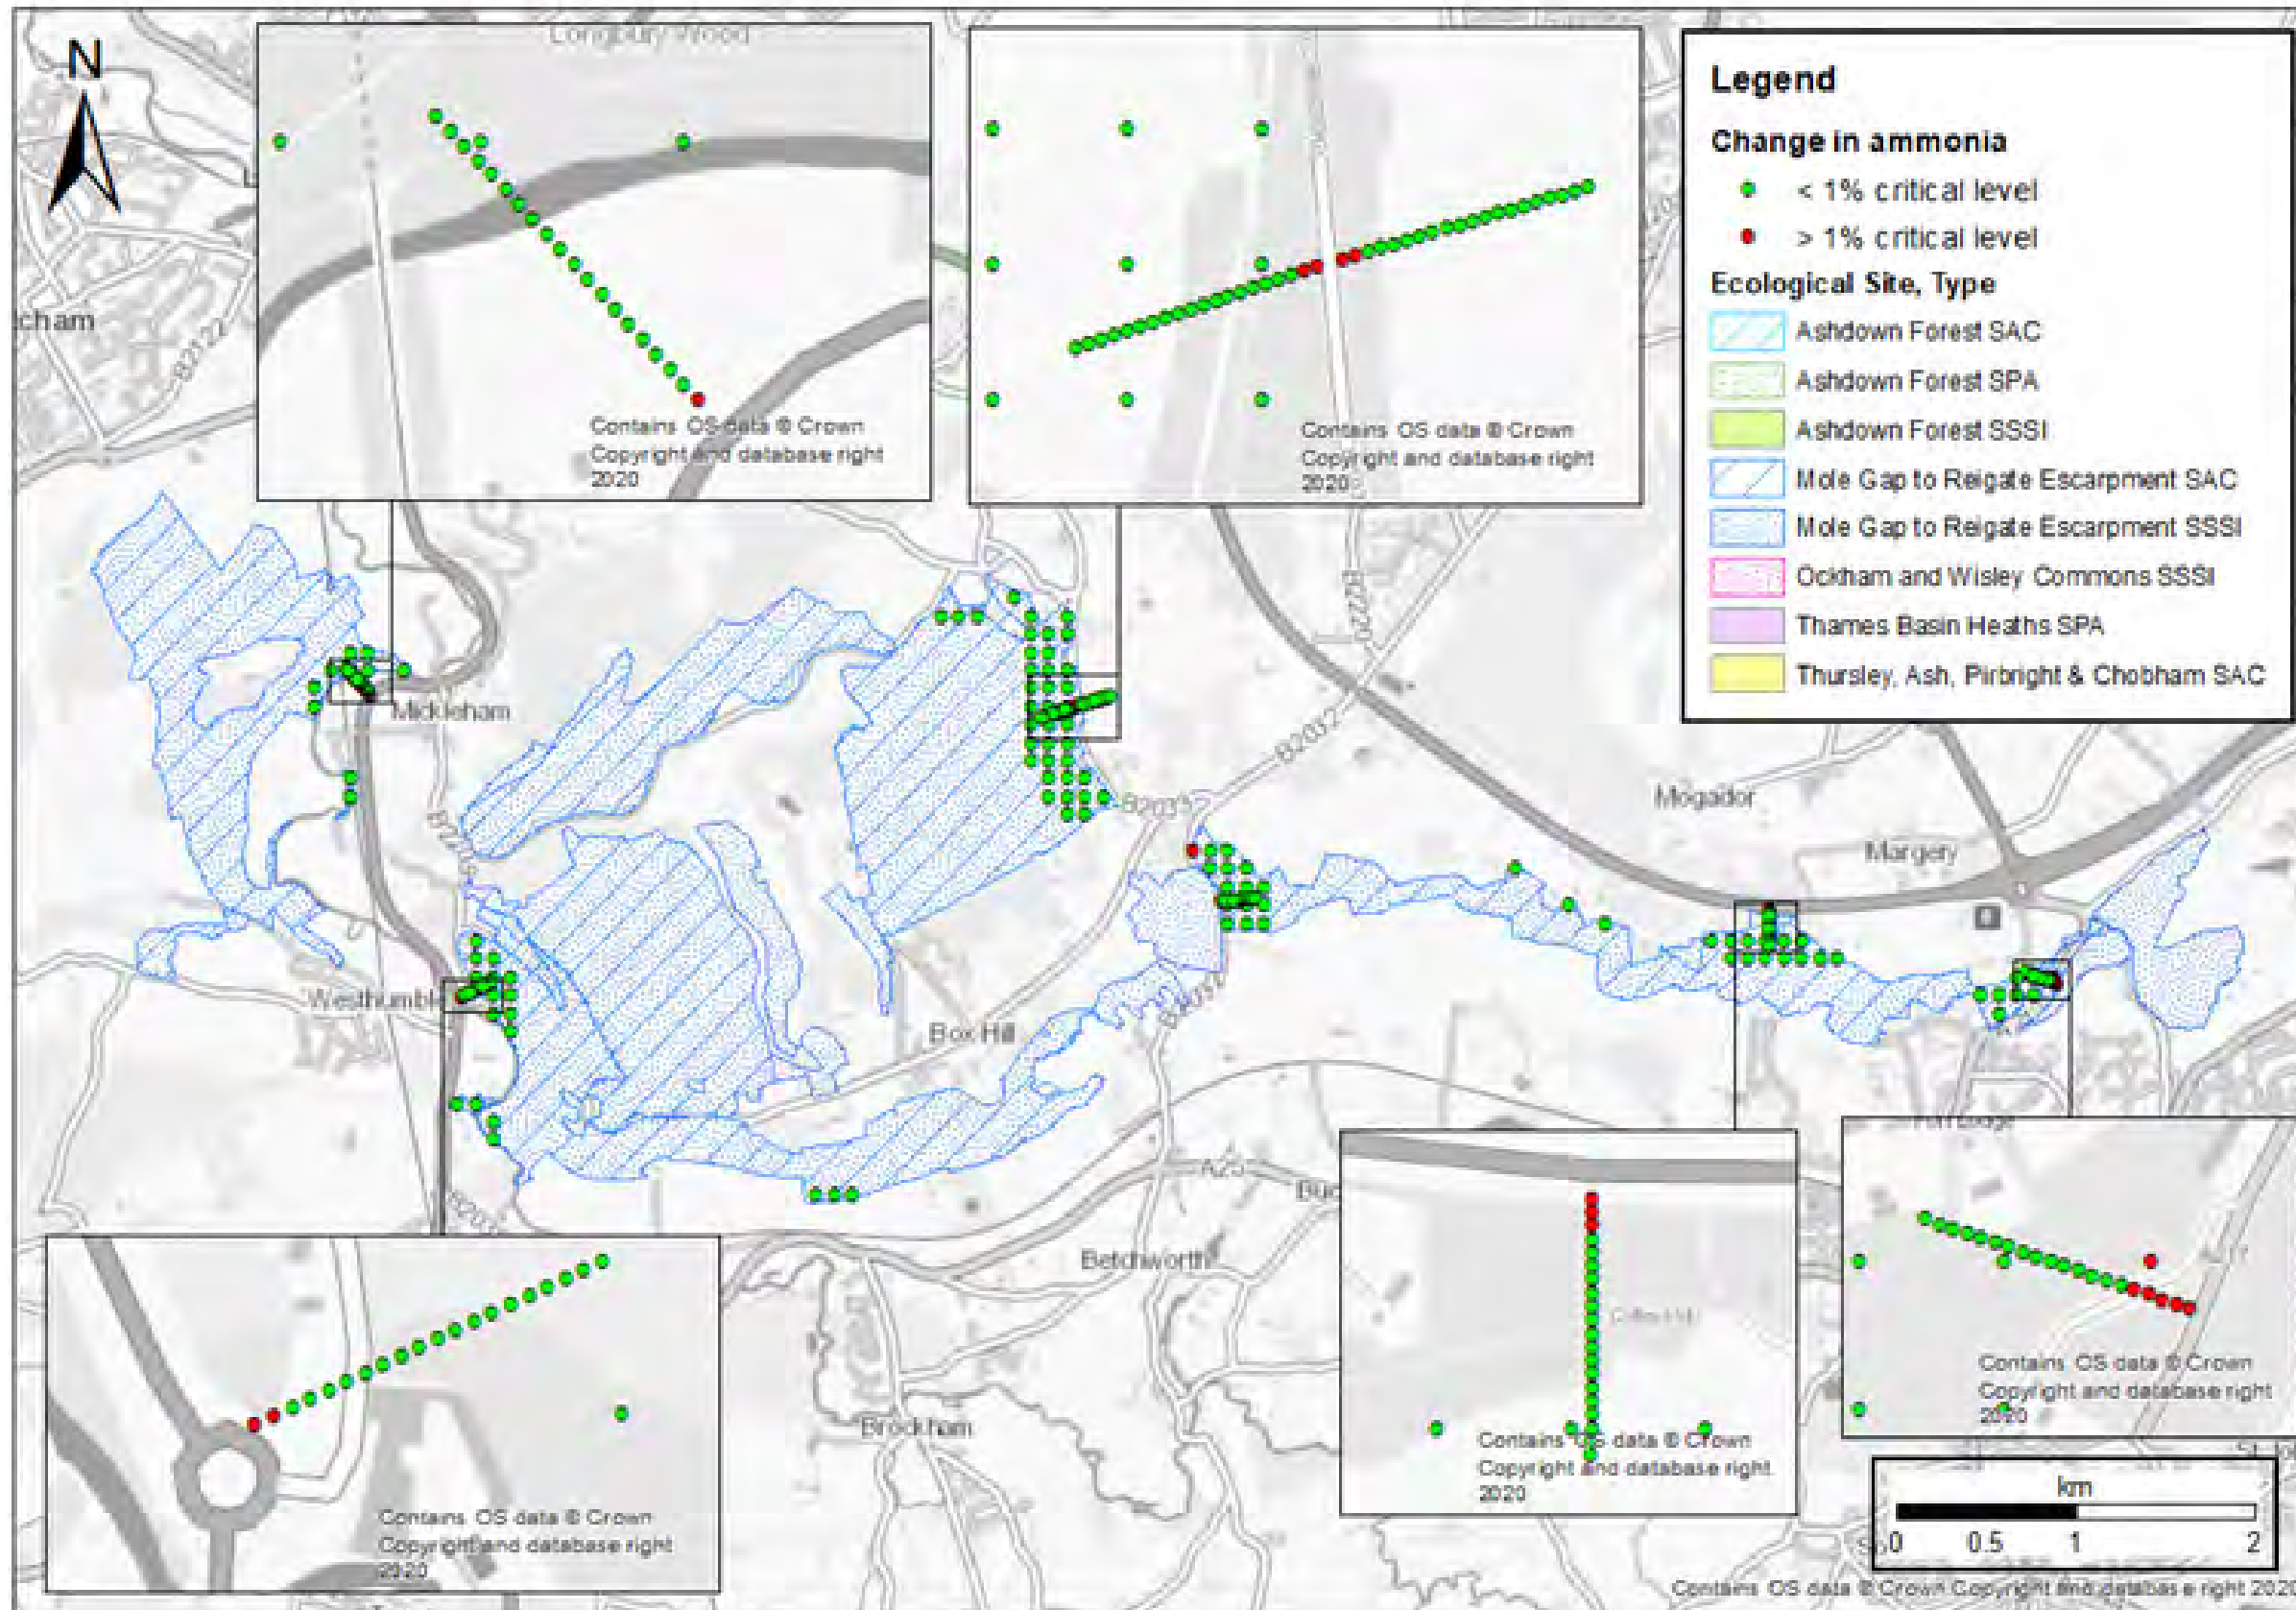 N
Longbury Wood
Contains OS data © Crown
Copyright and database right
2020
Contains OS data © Crown
Copyright and database right
2020
Legend
Change in ammonia
< 1% critical level
> 1% critical level
Ecological Site, Type
Ashdown Forest SAC
Ashdown Forest SPA
Ashdown Forest SSSI
Mole Gap to Reigate Escarpment SAC
Mole Gap to Reigate Escarpment SSSI
Ockham and Wisley Commons SSSI
Thames Basin Heaths SPA
Thursley, Ash, Pirbright & Chobham SAC
cham
B2122
B2220
Mickleham
B2032
B2033
Mogador
Margery
Westhumbl
Box Hill
B2032
A25
Buc
Betchworth
Brockham
Contains OS data © Crown
Copyright and database right
2020
Contains OS data © Crown
Copyright and database right
2020
Contains OS data © Crown
Copyright and database right
2020
km
0 0.5 1 2
Contains OS data © Crown Copyright and database right 2020